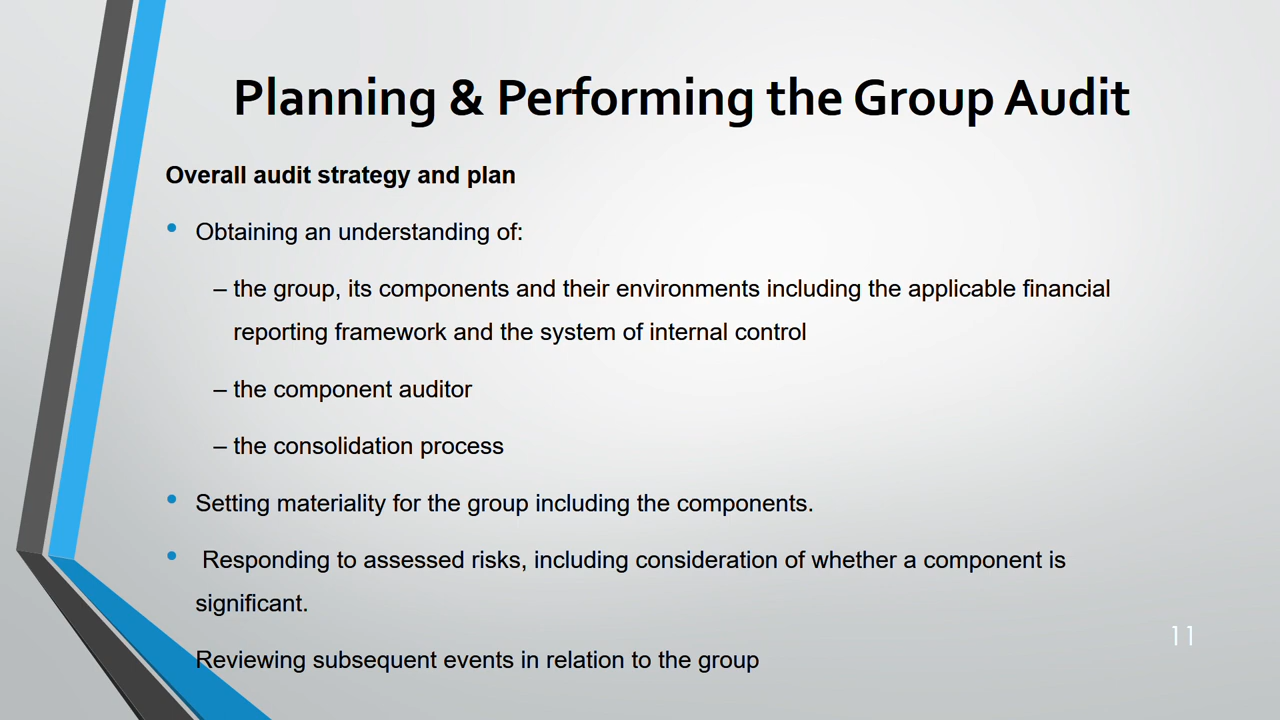 Planning & Performing the Group Audit
Overall audit strategy and plan
• Obtaining an understanding of:
– the group, its components and their environments including the applicable financial
reporting framework and the system of internal control
– the component auditor
– the consolidation process
• Setting materiality for the group including the components.
• Responding to assessed risks, including consideration of whether a component is
significant.
Reviewing subsequent events in relation to the group
11